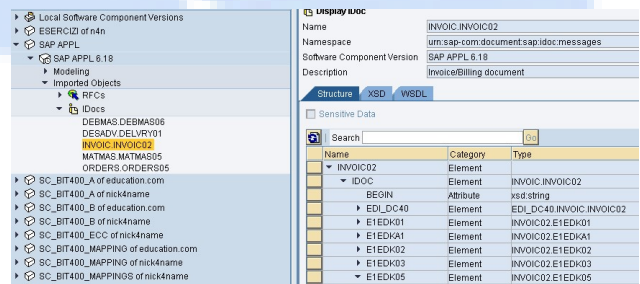 Local Software Component Versions
ESERCIZI of n4n
SAP APPL
SAP APPL 6.18
Modeling
Imported Objects
RFCs
IDocs
DEBMAS.DEBMAS06
DESADV.DELVRY01
INVOIC.INVOIC02
MATMAS.MATMAS05
ORDERS.ORDERS05
SC_BIT400_A of education.com
SC_BIT400_A of nick4name
SC_BIT400_B of education.com
SC_BIT400_B of nick4name
SC_BIT400_ECC of nick4name
SC_BIT400_MAPPING of education.com
SC_BIT400_MAPPING of nick4name
SC_BIT400_MAPPINGS of nick4name
Display IDoc
Name INVOIC.INVOIC02
Namespace urn:sap-com:document:sap:idoc:messages
Software Component Version SAP APPL 6.18
Description Invoice/Billing document
Structure XSD WSDL
Sensitive Data
Search Go
Name Category Type
INVOIC02 Element
IDOC Element INVOIC.INVOIC02
BEGIN Attribute xsd:string
EDI_DC40 Element EDI_DC40.INVOIC.INVOIC02
E1EDK01 Element INVOIC02.E1EDK01
E1EDKA1 Element INVOIC02.E1EDKA1
E1EDK02 Element INVOIC02.E1EDK02
E1EDK03 Element INVOIC02.E1EDK03
E1EDK05 Element INVOIC02.E1EDK05